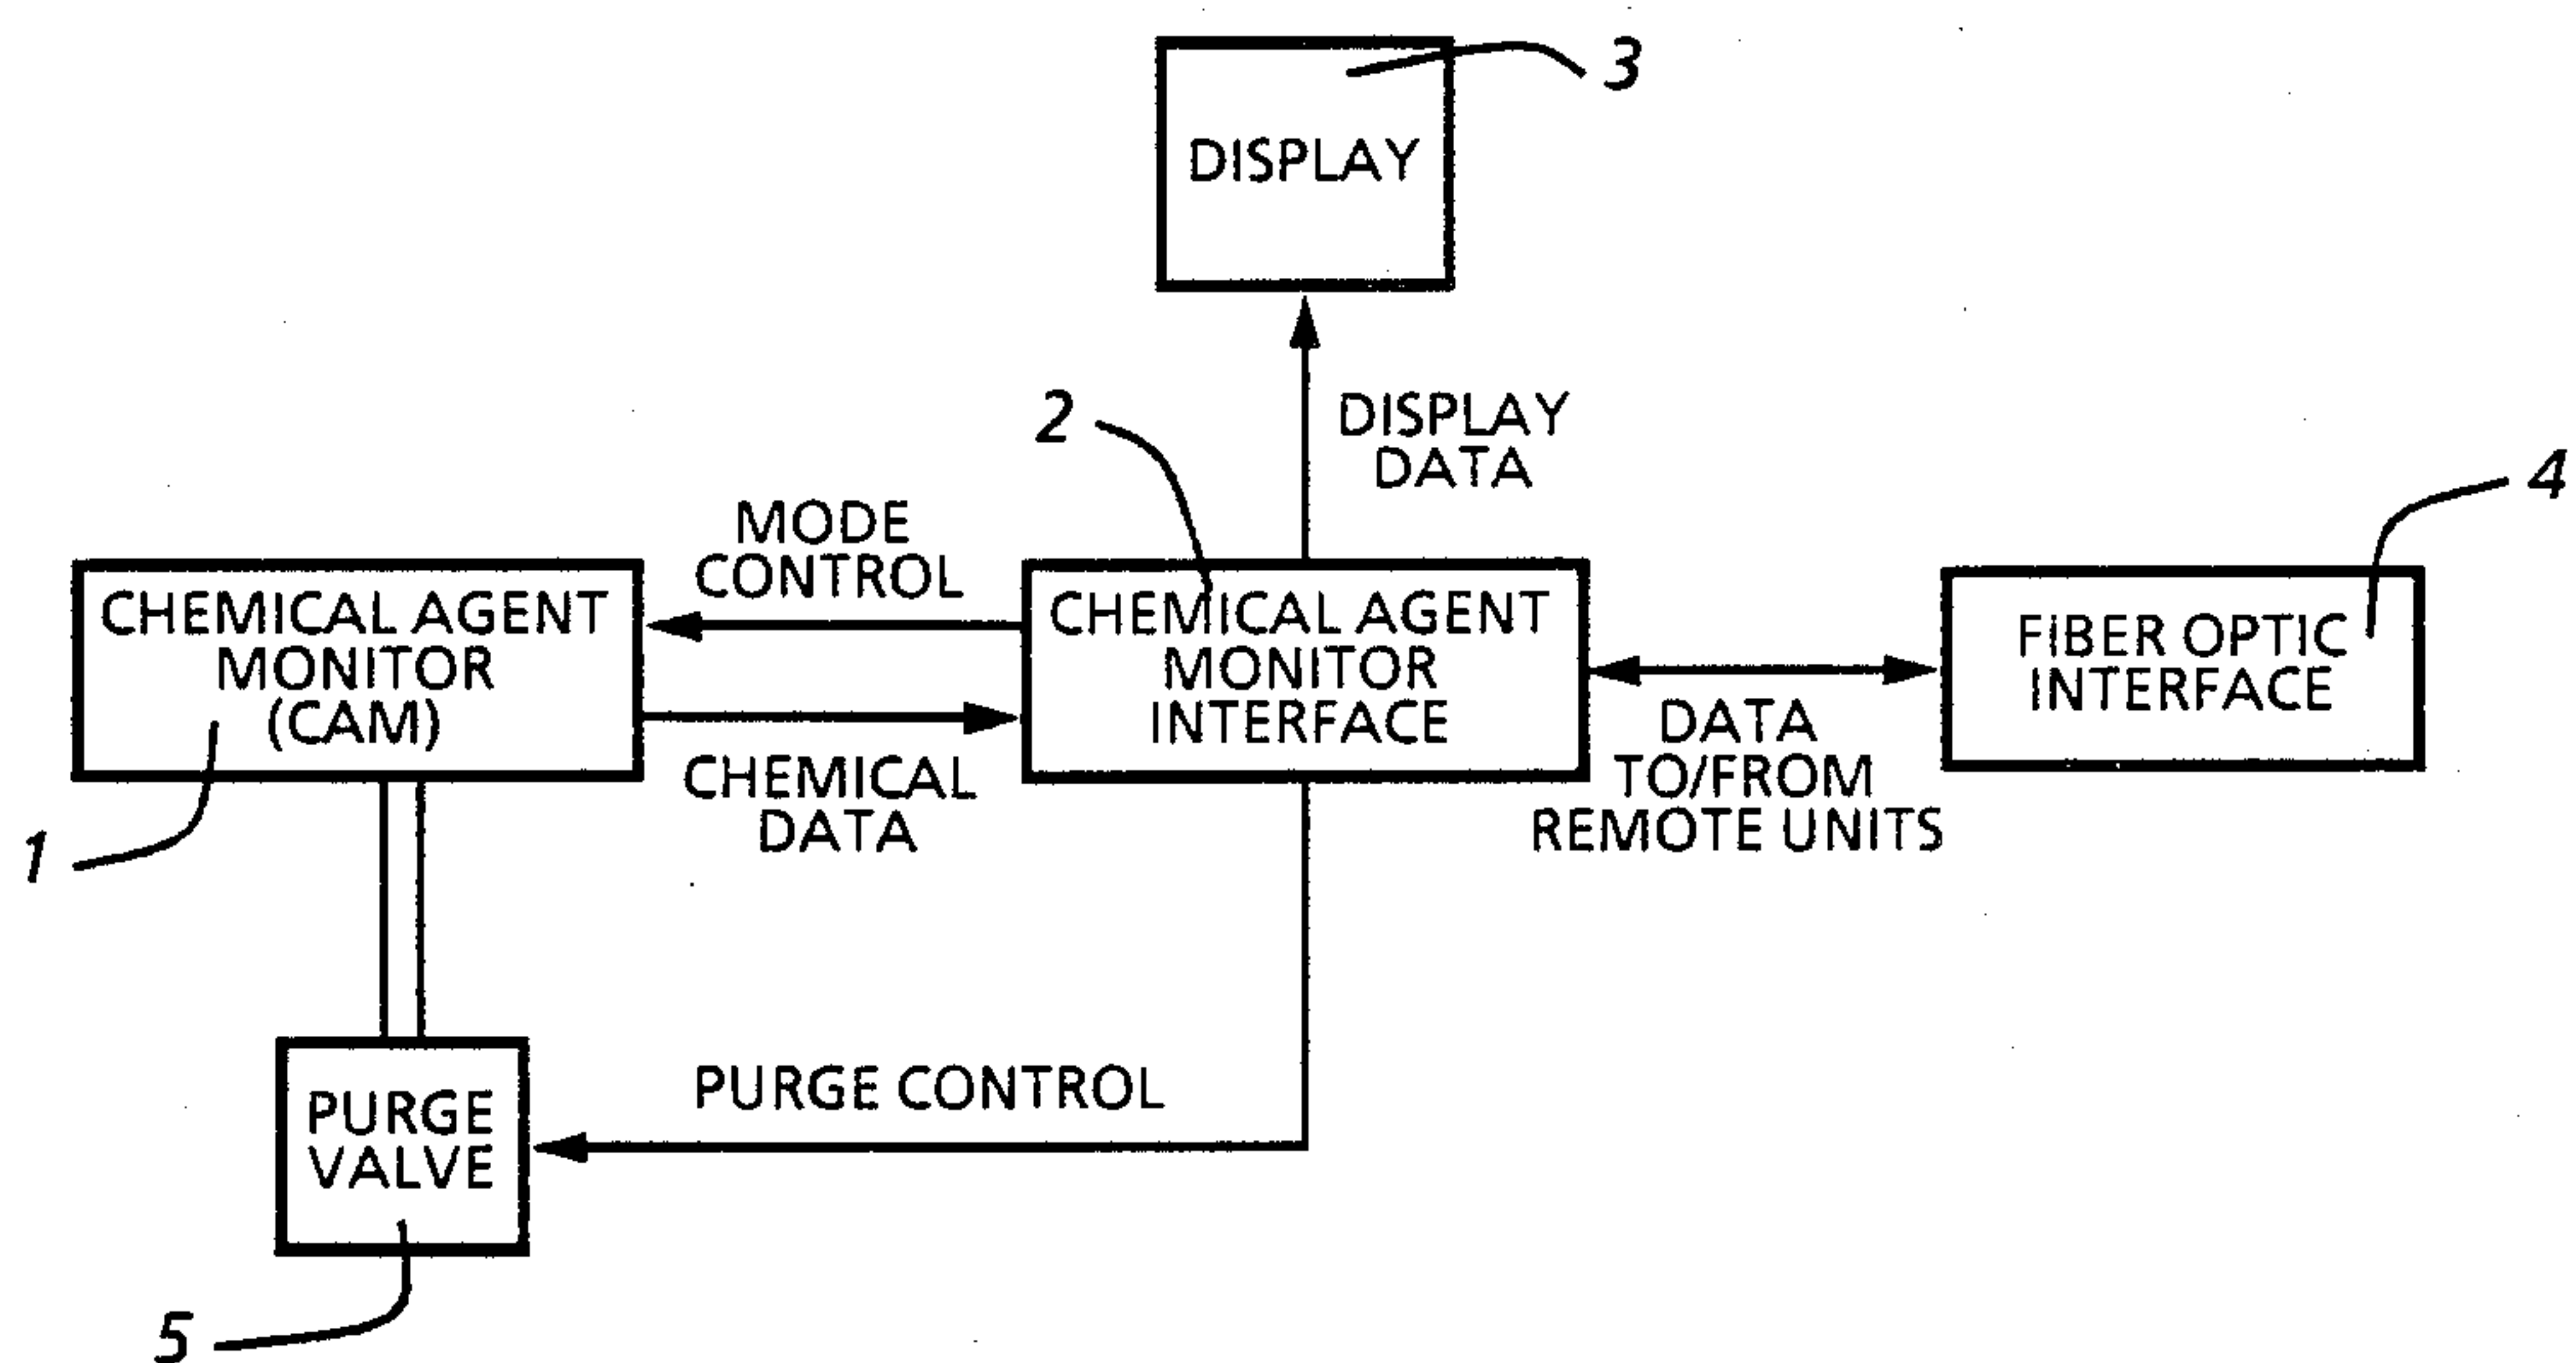 3
DISPLAY
2
DISPLAY
DATA
4
MODE
CONTROL
CHEMICAL AGENT
MONITOR
(CAM)
CHEMICAL AGENT
MONITOR
INTERFACE
FIBER OPTIC
INTERFACE
CHEMICAL
DATA
DATA
TO/FROM
REMOTE UNITS
1
PURGE CONTROL
PURGE
VALVE
5